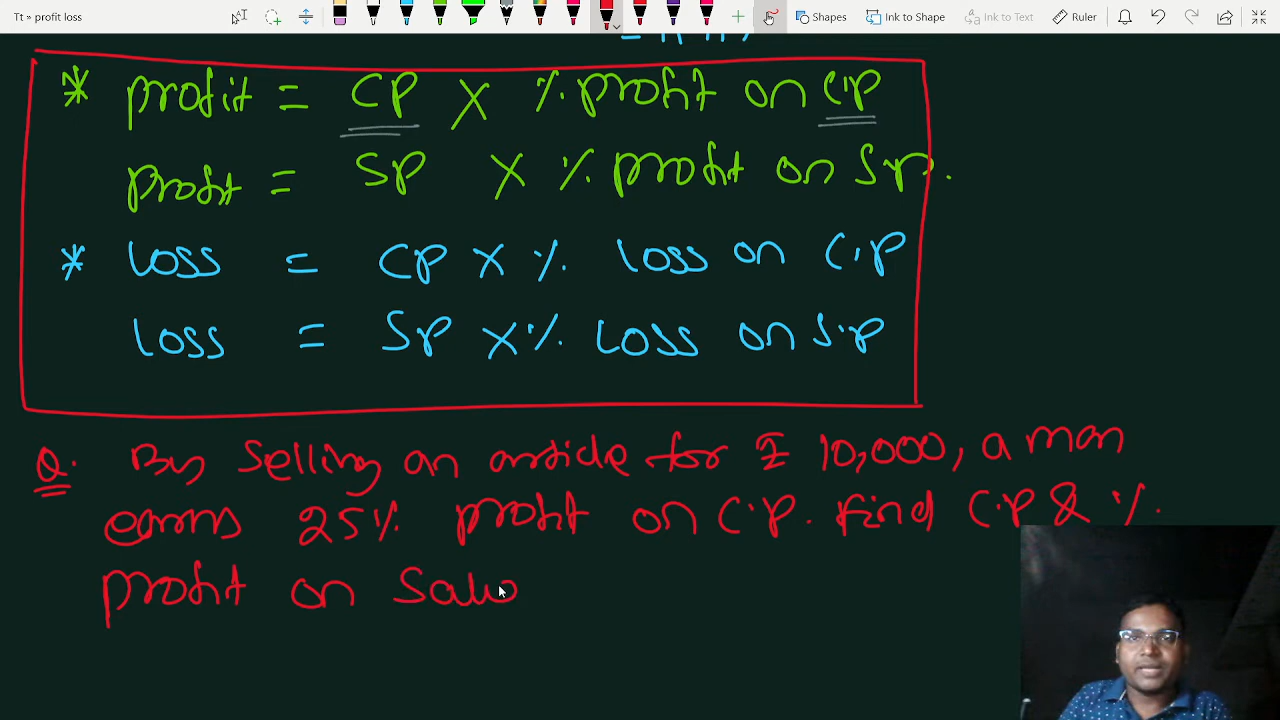 Tt » profit loss
Shapes
Ink to Shape
Ink to Text
Ruler
* profit = CP X % profit on C.P
profit = SP X % profit on S.P.
* loss = CP X % loss on C.P
loss = SP X % loss on S.P
Q. By Selling an article for ₹ 10,000, a man
earns 25% profit on C.P. find C.P & %
profit on